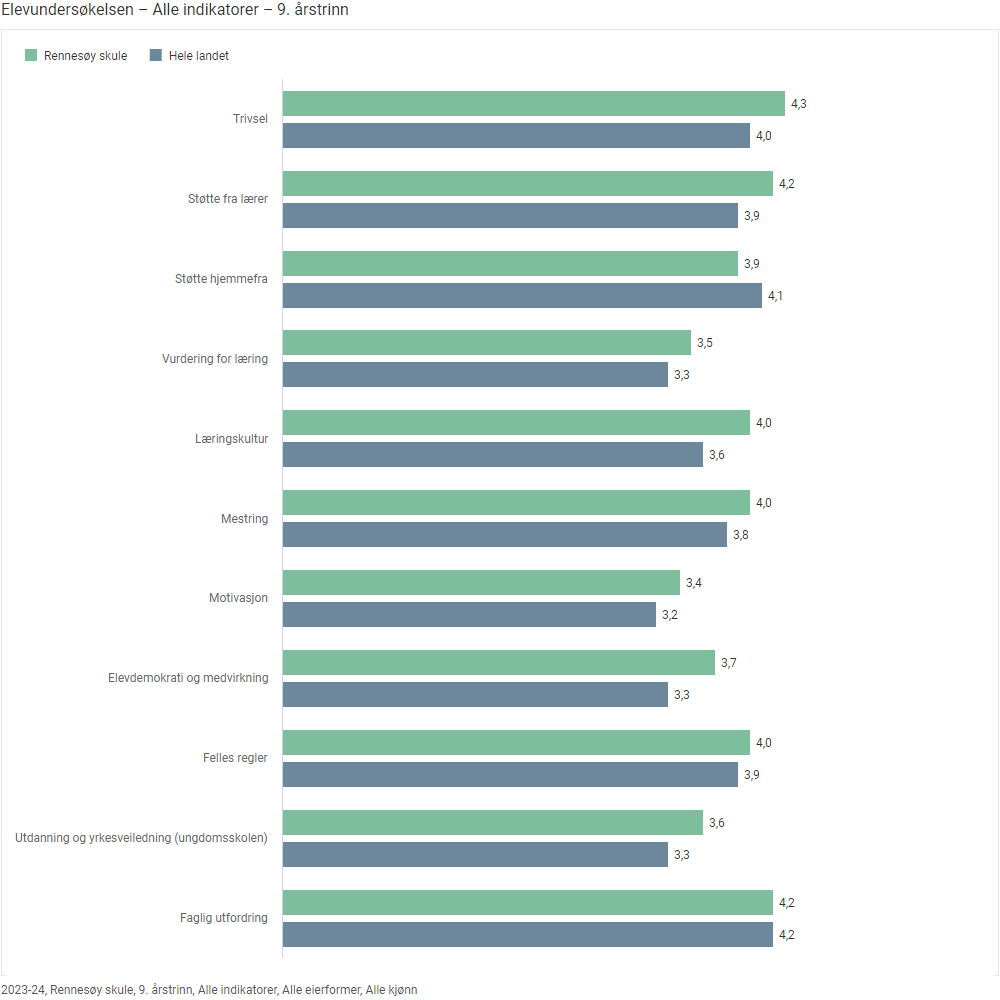 Elevundersøkelsen – Alle indikatorer – 9. årstrinn
Rennesøy skule Hele landet
Trivsel
4,3
4,0
Støtte fra lærer
4,2
3,9
Støtte hjemmefra
3,9
4,1
Vurdering for læring
3,5
3,3
Læringskultur
4,0
3,6
Mestring
4,0
3,8
Motivasjon
3,4
3,2
Elevdemokrati og medvirkning
3,7
3,3
Felles regler
4,0
3,9
Utdanning og yrkesveiledning (ungdomsskolen)
3,6
3,3
Faglig utfordring
4,2
4,2
2023-24, Rennesøy skule, 9. årstrinn, Alle indikatorer, Alle eierformer, Alle kjønn